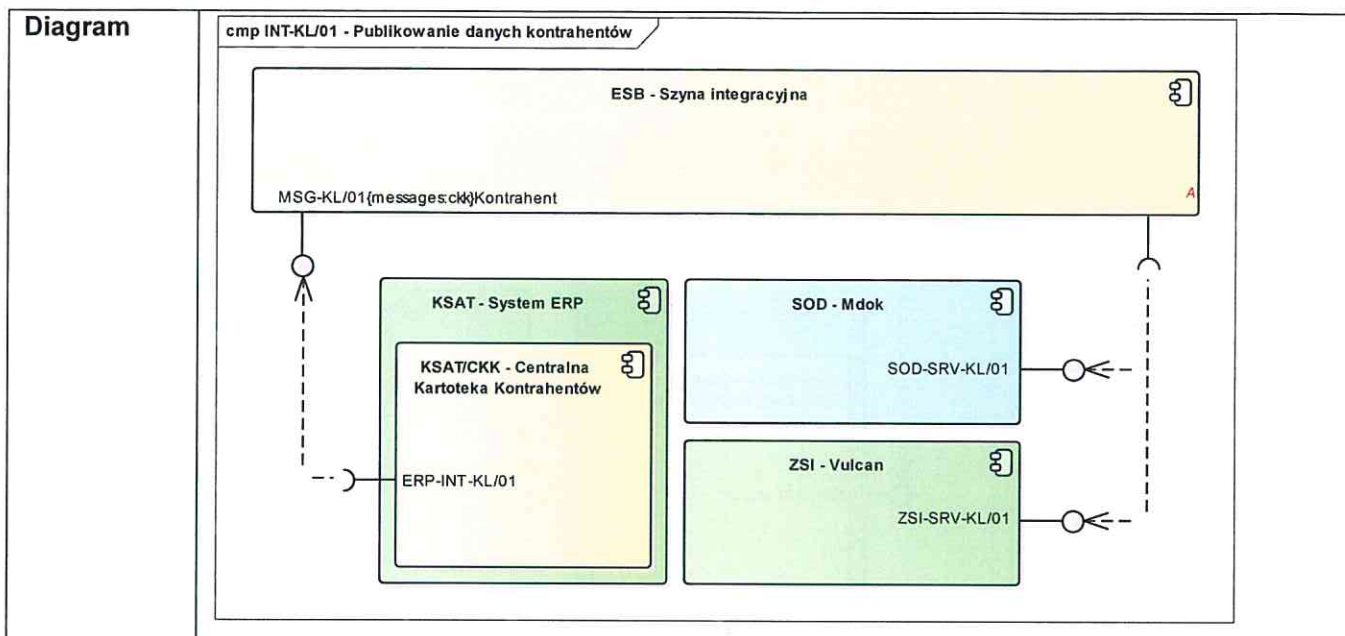 Diagram
cmp INT-KL/01 - Publikowanie danych kontrahentów
ESB - Szyna integracyjna
MSG-KL/01{messages:ckk}Kontrahent
A
KSAT - System ERP
KSAT/CKK - Centralna
Kartoteka Kontrahentów
ERP-INT-KL/01
SOD - Mdok
SOD-SRV-KL/01
ZSI - Vulcan
ZSI-SRV-KL/01